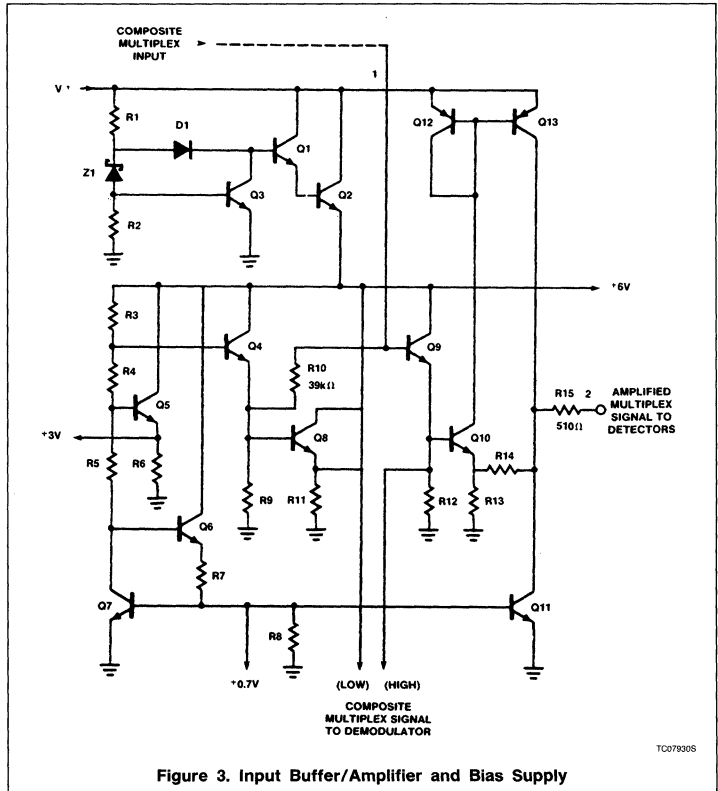 COMPOSITE
MULTIPLEX
INPUT
1
V+
R1
D1
Q1
Q12
Q13
Z1
Q3
Q2
R2
+6V
R3
Q4
Q9
R10
39kΩ
R4
Q5
Q8
Q10
R15
510Ω
2
AMPLIFIED
MULTIPLEX
SIGNAL TO
DETECTORS
+3V
R14
R5
R6
R9
R11
R12
R13
Q6
R7
Q7
Q11
R8
+0.7V
(LOW) (HIGH)
COMPOSITE
MULTIPLEX SIGNAL
TO DEMODULATOR
TC07930S
Figure 3. Input Buffer/Amplifier and Bias Supply